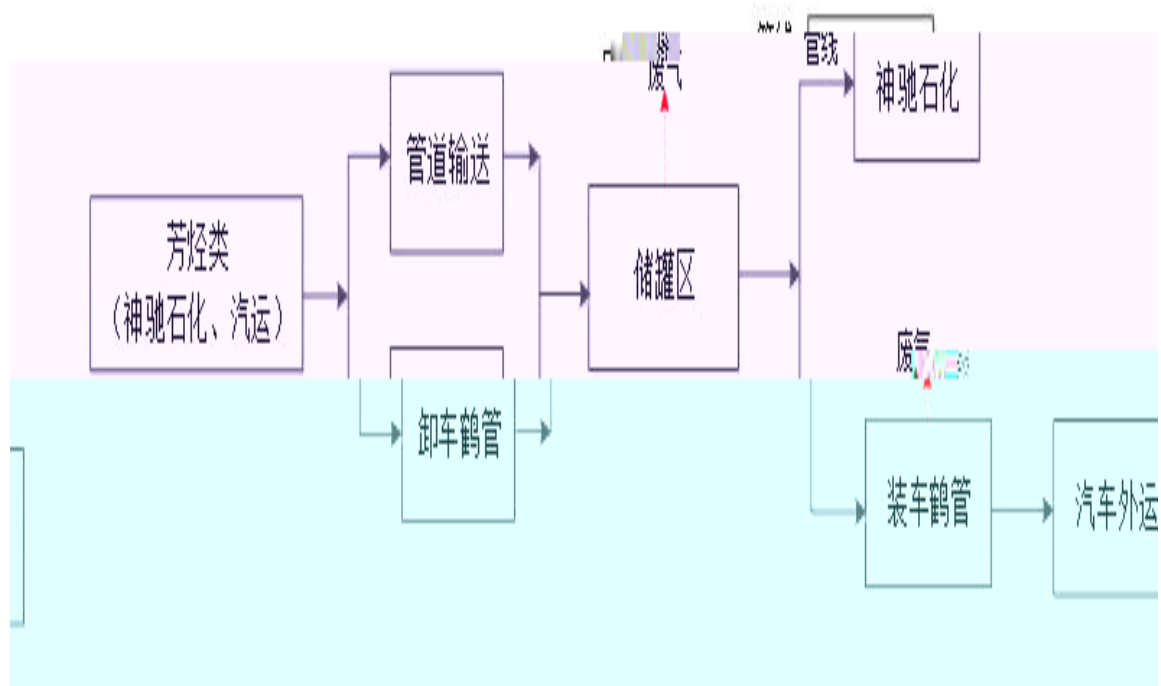 管线
废气
神驰石化
管道输送
芳烃类
（神驰石化、汽运）
储罐区
废气
卸车鹤管
装车鹤管
汽车外运